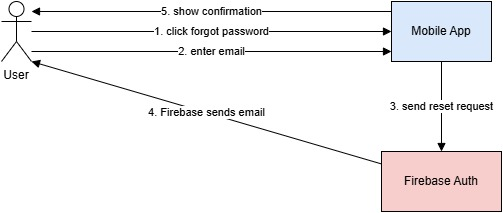 5. show confirmation
1. click forgot password
Mobile App
2. enter email
User
3. send reset request
4. Firebase sends email
Firebase Auth